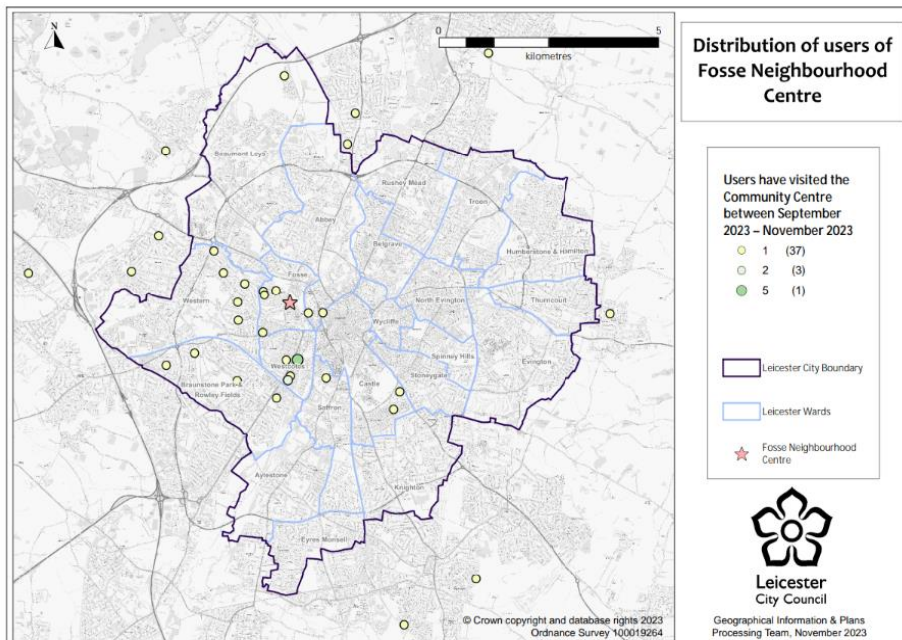 N
0
5
kilometres
Beaumont Leys
Rushey Mead
Troon
Abbey
Belgrave
Humberstone & Hamilton
Fosse
Western
North Evington
Thurncourt
Wycliffe
Spinney Hills
Evington
Westcotes
Stoneygate
Braunstone Park &
Rowley Fields
Castle
Saffron
Aylestone
Knighton
Eyres Monsell
© Crown copyright and database rights 2023
Ordnance Survey 100019264
Distribution of users of
Fosse Neighbourhood
Centre
Users have visited the
Community Centre
between September
2023 – November 2023
1 (37)
2 (3)
5 (1)
Leicester City Boundary
Leicester Wards
Fosse Neighbourhood
Centre
Leicester
City Council
Geographical Information & Plans
Processing Team, November 2023